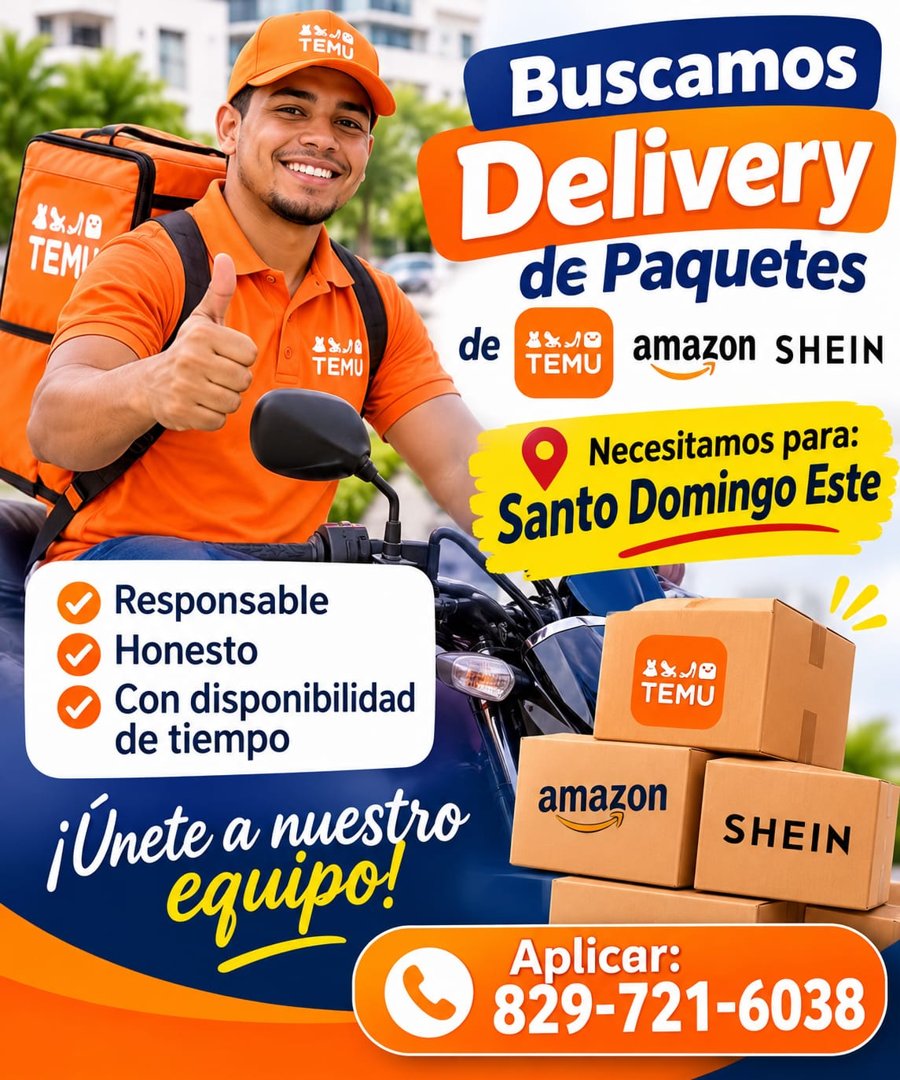 TEMU
TEMU
TEMU
Buscamos
Delivery
de Paquetes
de TEMU amazon SHEIN
Necesitamos para:
Santo Domingo Este
Responsable
Honesto
Con disponibilidad
de tiempo
¡Únete a nuestro
equipo!
TEMU
amazon
SHEIN
Aplicar:
829-721-6038